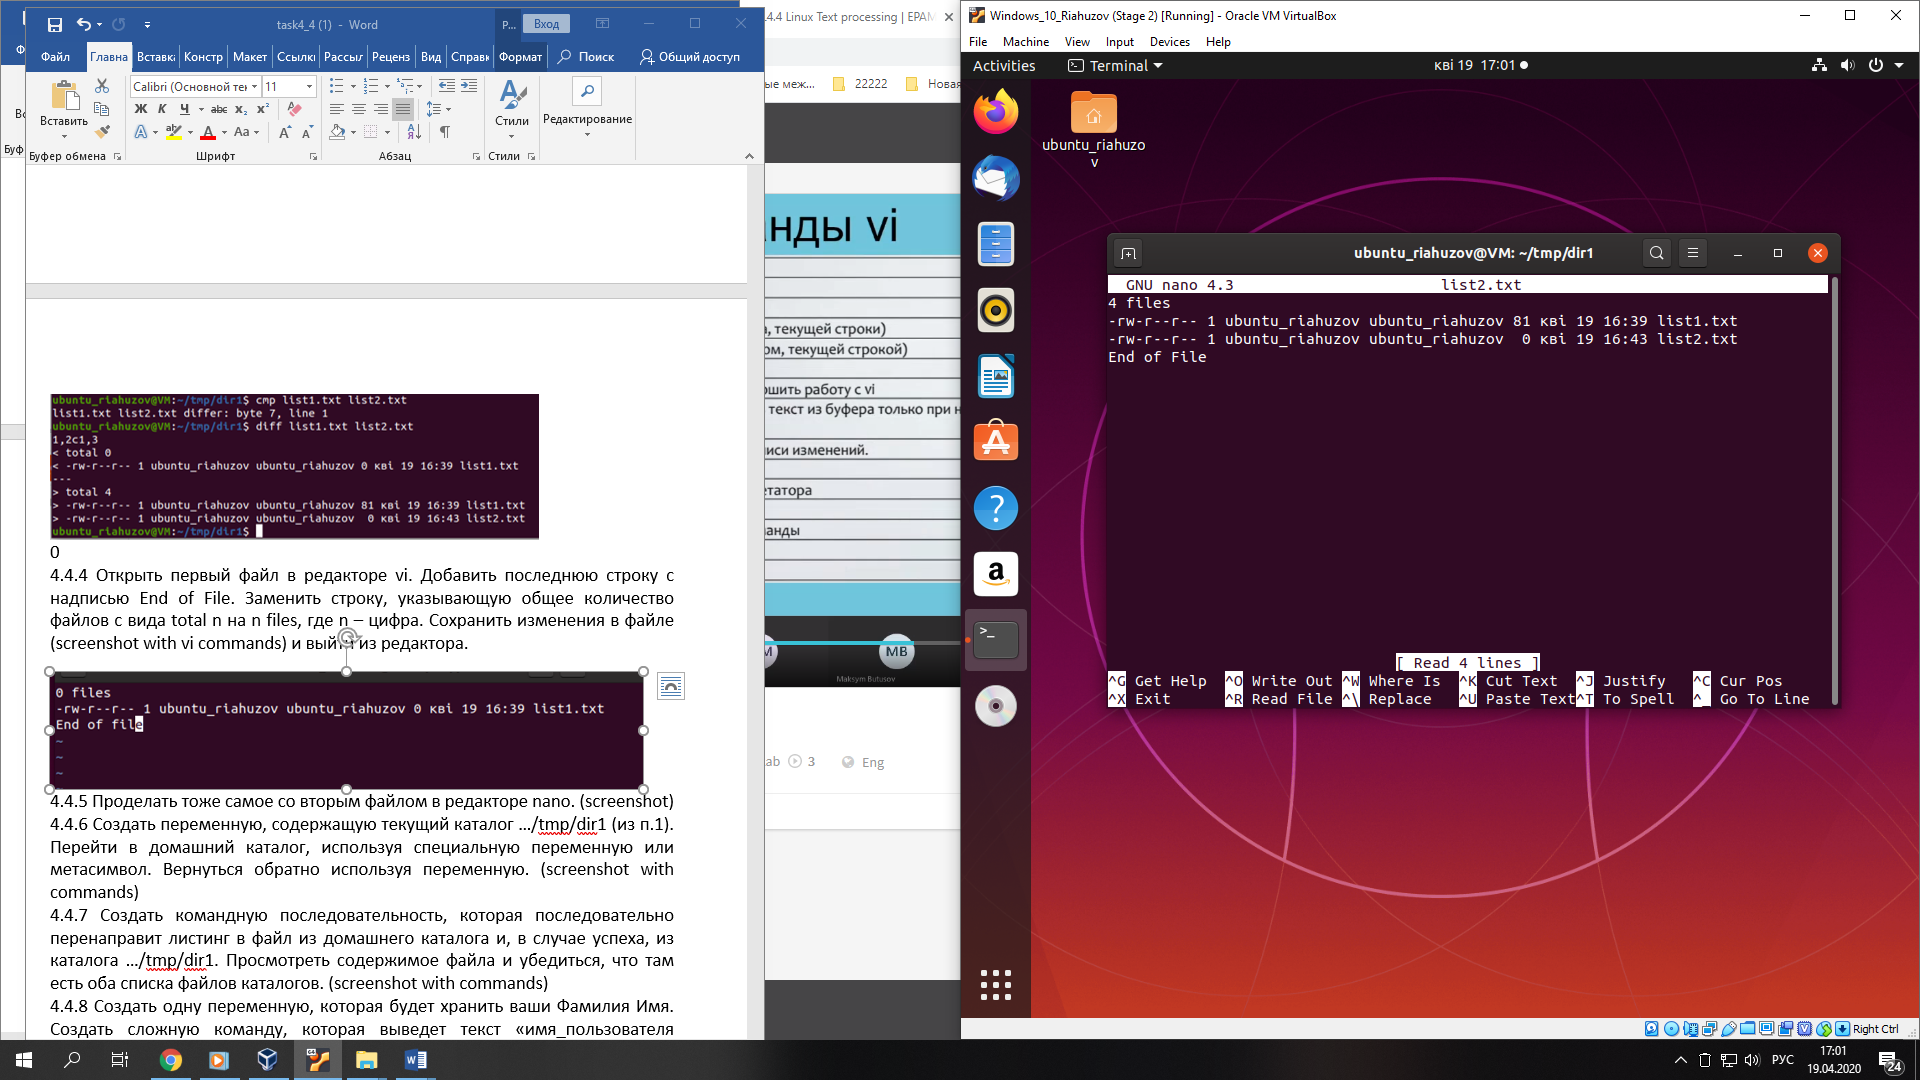 task4_4 (1) - Word
Р...
Вход
Файл
Главна
Вставка
Констр
Макет
Ссылки
Рассыл
Реценз
Вид
Справк
Формат
Поиск
Общий доступ
Вставить
Calibri (Основной тек
11
Ж К Ч abc x₂ x²
Aa
Стили
Редактирование
Буфер обмена
Шрифт
Абзац
Стили
ubuntu_riahuzov@VM:~/tmp/dir1$ cmp list1.txt list2.txt
list1.txt list2.txt differ: byte 7, line 1
ubuntu_riahuzov@VM:~/tmp/dir1$ diff list1.txt list2.txt
1,2c1,3
< total 0
< -rw-r--r-- 1 ubuntu_riahuzov ubuntu_riahuzov 0 кві 19 16:39 list1.txt
---
> total 4
> -rw-r--r-- 1 ubuntu_riahuzov ubuntu_riahuzov 81 кві 19 16:39 list1.txt
> -rw-r--r-- 1 ubuntu_riahuzov ubuntu_riahuzov  0 кві 19 16:43 list2.txt
ubuntu_riahuzov@VM:~/tmp/dir1$
0
4.4.4 Открыть первый файл в редакторе vi. Добавить последнюю строку с
надписью End of File. Заменить строку, указывающую общее количество
файлов с вида total n на n files, где n – цифра. Сохранить изменения в файле
(screenshot with vi commands) и выйти из редактора.
0 files
-rw-r--r-- 1 ubuntu_riahuzov ubuntu_riahuzov 0 кві 19 16:39 list1.txt
End of file
~
~
~
4.4.5 Проделать тоже самое со вторым файлом в редакторе nano. (screenshot)
4.4.6 Создать переменную, содержащую текущий каталог …/tmp/dir1 (из п.1).
Перейти в домашний каталог, используя специальную переменную или
метасимвол. Вернуться обратно используя переменную. (screenshot with
commands)
4.4.7 Создать командную последовательность, которая последовательно
перенаправит листинг в файл из домашнего каталога и, в случае успеха, из
каталога …/tmp/dir1. Просмотреть содержимое файла и убедиться, что там
есть оба списка файлов каталогов. (screenshot with commands)
4.4.8 Создать одну переменную, которая будет хранить ваши Фамилия Имя.
Создать сложную команду, которая выведет текст «имя_пользователя
4.4 Linux Text processing | EPAM
ые меж...
22222
Новая
нды vi
, текущей строки)
ом, текущей строкой)
ршить работу с vi
текст из буфера только при н
иси изменений.
етатора
анды
MB
Maksym Butusov
ab
3
Eng
Windows_10_Riahuzov (Stage 2) [Running] - Oracle VM VirtualBox
File Machine View Input Devices Help
Activities
Terminal
кві 19 17:01
ubuntu_riahuzo
v
ubuntu_riahuzov@VM: ~/tmp/dir1
GNU nano 4.3 list2.txt
4 files
-rw-r--r-- 1 ubuntu_riahuzov ubuntu_riahuzov 81 кві 19 16:39 list1.txt
-rw-r--r-- 1 ubuntu_riahuzov ubuntu_riahuzov  0 кві 19 16:43 list2.txt
End of File
[ Read 4 lines ]
^G Get Help ^O Write Out ^W Where Is ^K Cut Text ^J Justify ^C Cur Pos
^X Exit ^R Read File ^\ Replace ^U Paste Text ^T To Spell ^_ Go To Line
Right Ctrl
РУС
17:01
19.04.2020
24